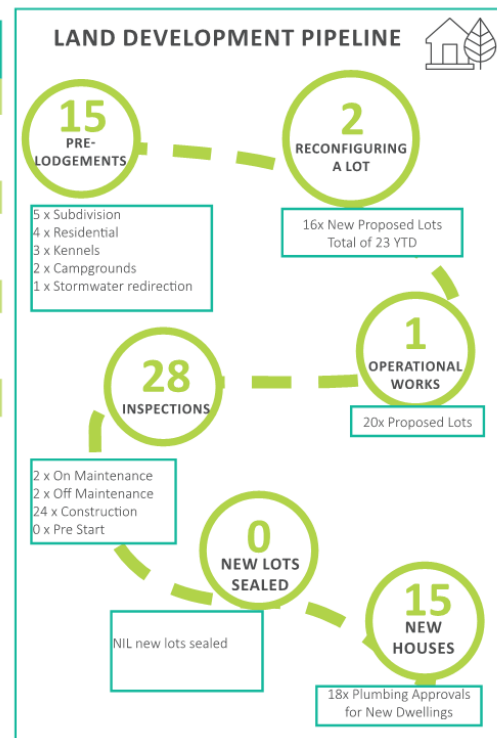 LAND DEVELOPMENT PIPELINE
15
PRE-
LODGEMENTS
5 x Subdivision
4 x Residential
3 x Kennels
2 x Campgrounds
1 x Stormwater redirection
2
RECONFIGURING
A LOT
16x New Proposed Lots
Total of 23 YTD
1
OPERATIONAL
WORKS
20x Proposed Lots
28
INSPECTIONS
2 x On Maintenance
2 x Off Maintenance
24 x Construction
0 x Pre Start
0
NEW LOTS
SEALED
NIL new lots sealed
15
NEW
HOUSES
18x Plumbing Approvals
for New Dwellings